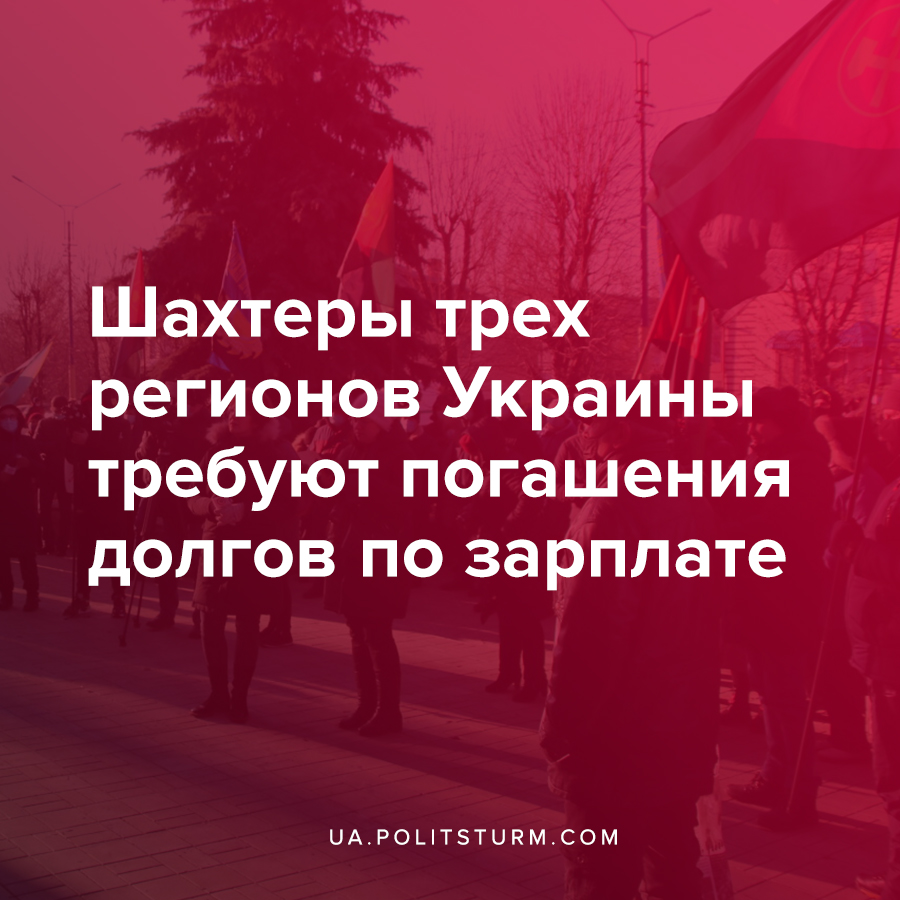 Шахтеры трех
регионов Украины
требуют погашения
долгов по зарплате
UA.POLITSTURM.COM